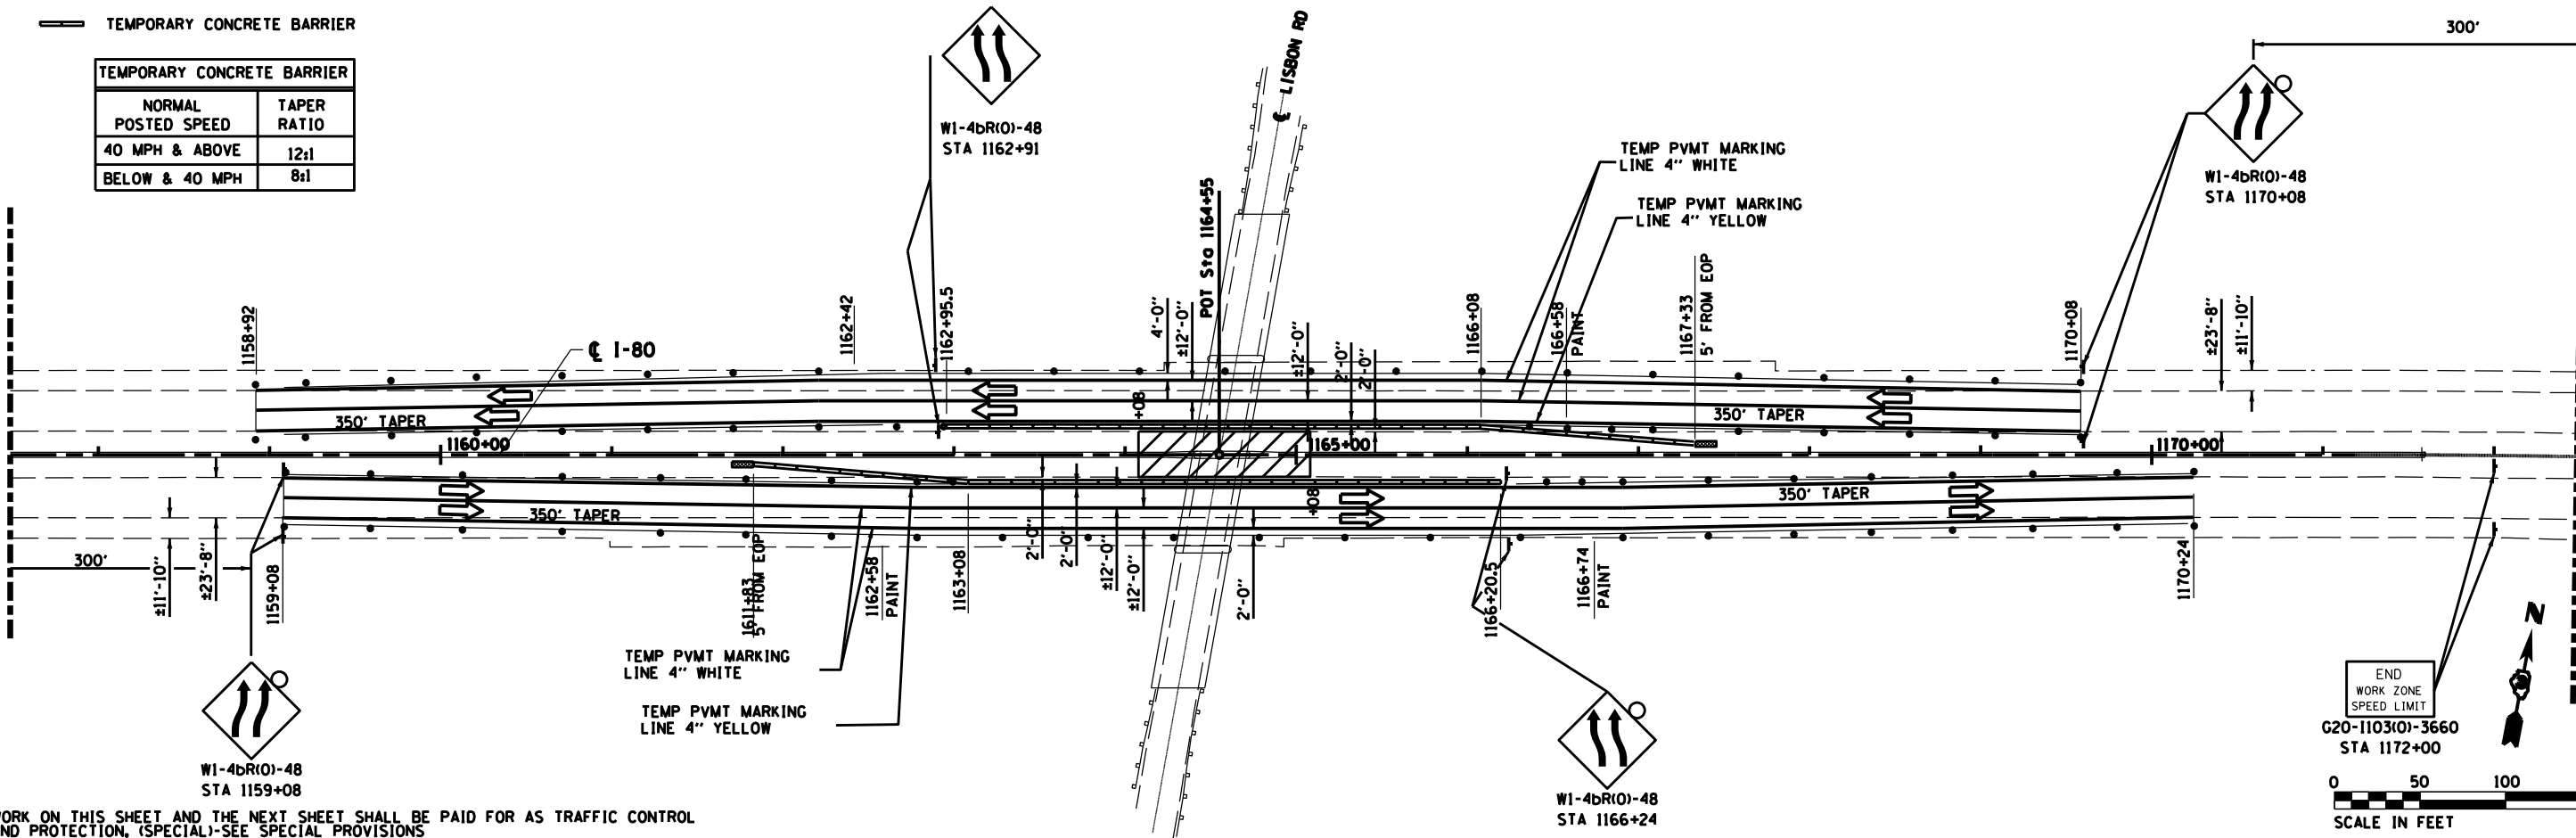 TEMPORARY CONCRETE BARRIER
TEMPORARY CONCRETE BARRIER
NORMAL POSTED SPEED
TAPER RATIO
40 MPH & ABOVE
12:1
BELOW & 40 MPH
8:1
W1-4bR(O)-48
STA 1162+91
℄ LISBON RD
POT Sta 1164+55
TEMP PVMT MARKING
LINE 4" WHITE
TEMP PVMT MARKING
LINE 4" YELLOW
300'
W1-4bR(O)-48
STA 1170+08
1158+92
℄ I-80
1162+42
1162+95.5
4'-0"
±12'-0"
±12'-0"
2'-0"
2'-0"
1166+08
1166+58
PAINT
1167+33
5' FROM EOP
1170+08
±23'-8"
±11'-10"
350' TAPER
+08
350' TAPER
1160+00
1165+00
1170+00
350' TAPER
+08
350' TAPER
300'
±11'-10"
±23'-8"
1159+08
1611+83
5' FROM EOP
1162+58
PAINT
1163+08
2'-0"
2'-0"
±12'-0"
±12'-0"
2'-0"
1166+20.5
1166+74
PAINT
1170+24
TEMP PVMT MARKING
LINE 4" WHITE
TEMP PVMT MARKING
LINE 4" YELLOW
W1-4bR(O)-48
STA 1159+08
W1-4bR(O)-48
STA 1166+24
N
END
WORK ZONE
SPEED LIMIT
G20-I103(O)-3660
STA 1172+00
0 50 100
SCALE IN FEET
WORK ON THIS SHEET AND THE NEXT SHEET SHALL BE PAID FOR AS TRAFFIC CONTROL
AND PROTECTION, (SPECIAL)-SEE SPECIAL PROVISIONS